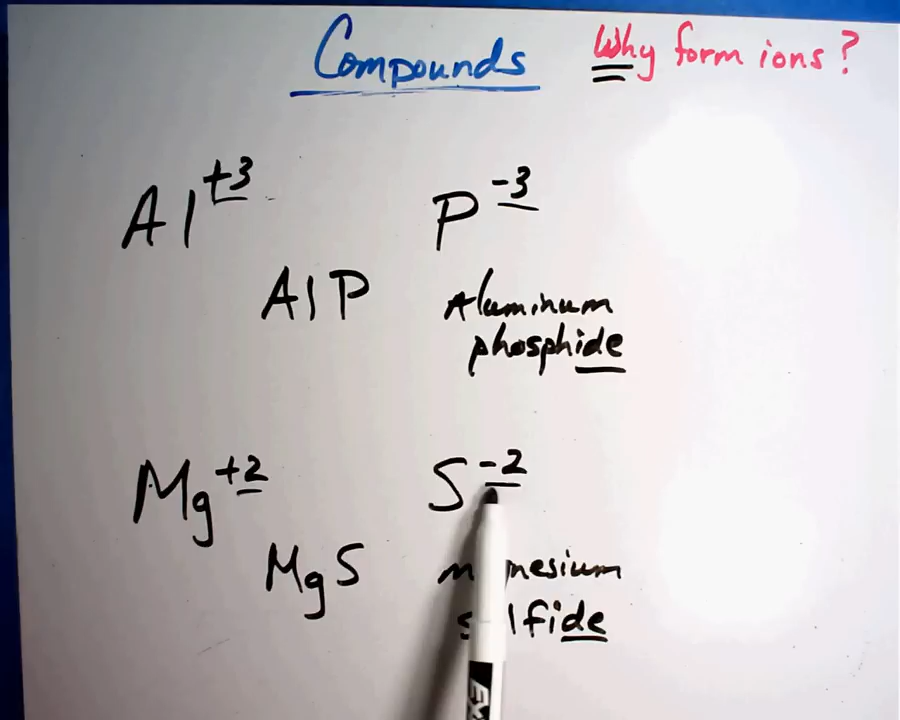 Compounds Why form ions?
Al+3 P-3
AlP Aluminum
phosphide
Mg+2 S-2
MgS